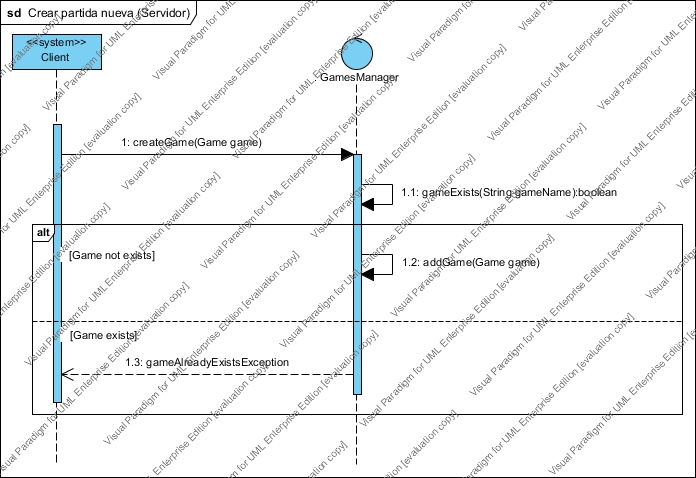 sd Crear partida nueva (Servidor)
<<system>>
Client
GamesManager
1: createGame(Game game)
1.1: gameExists(String gameName):boolean
alt
[Game not exists]
1.2: addGame(Game game)
[Game exists]
1.3: gameAlreadyExistsException
Visual Paradigm for UML Enterprise Edition [evaluation copy]